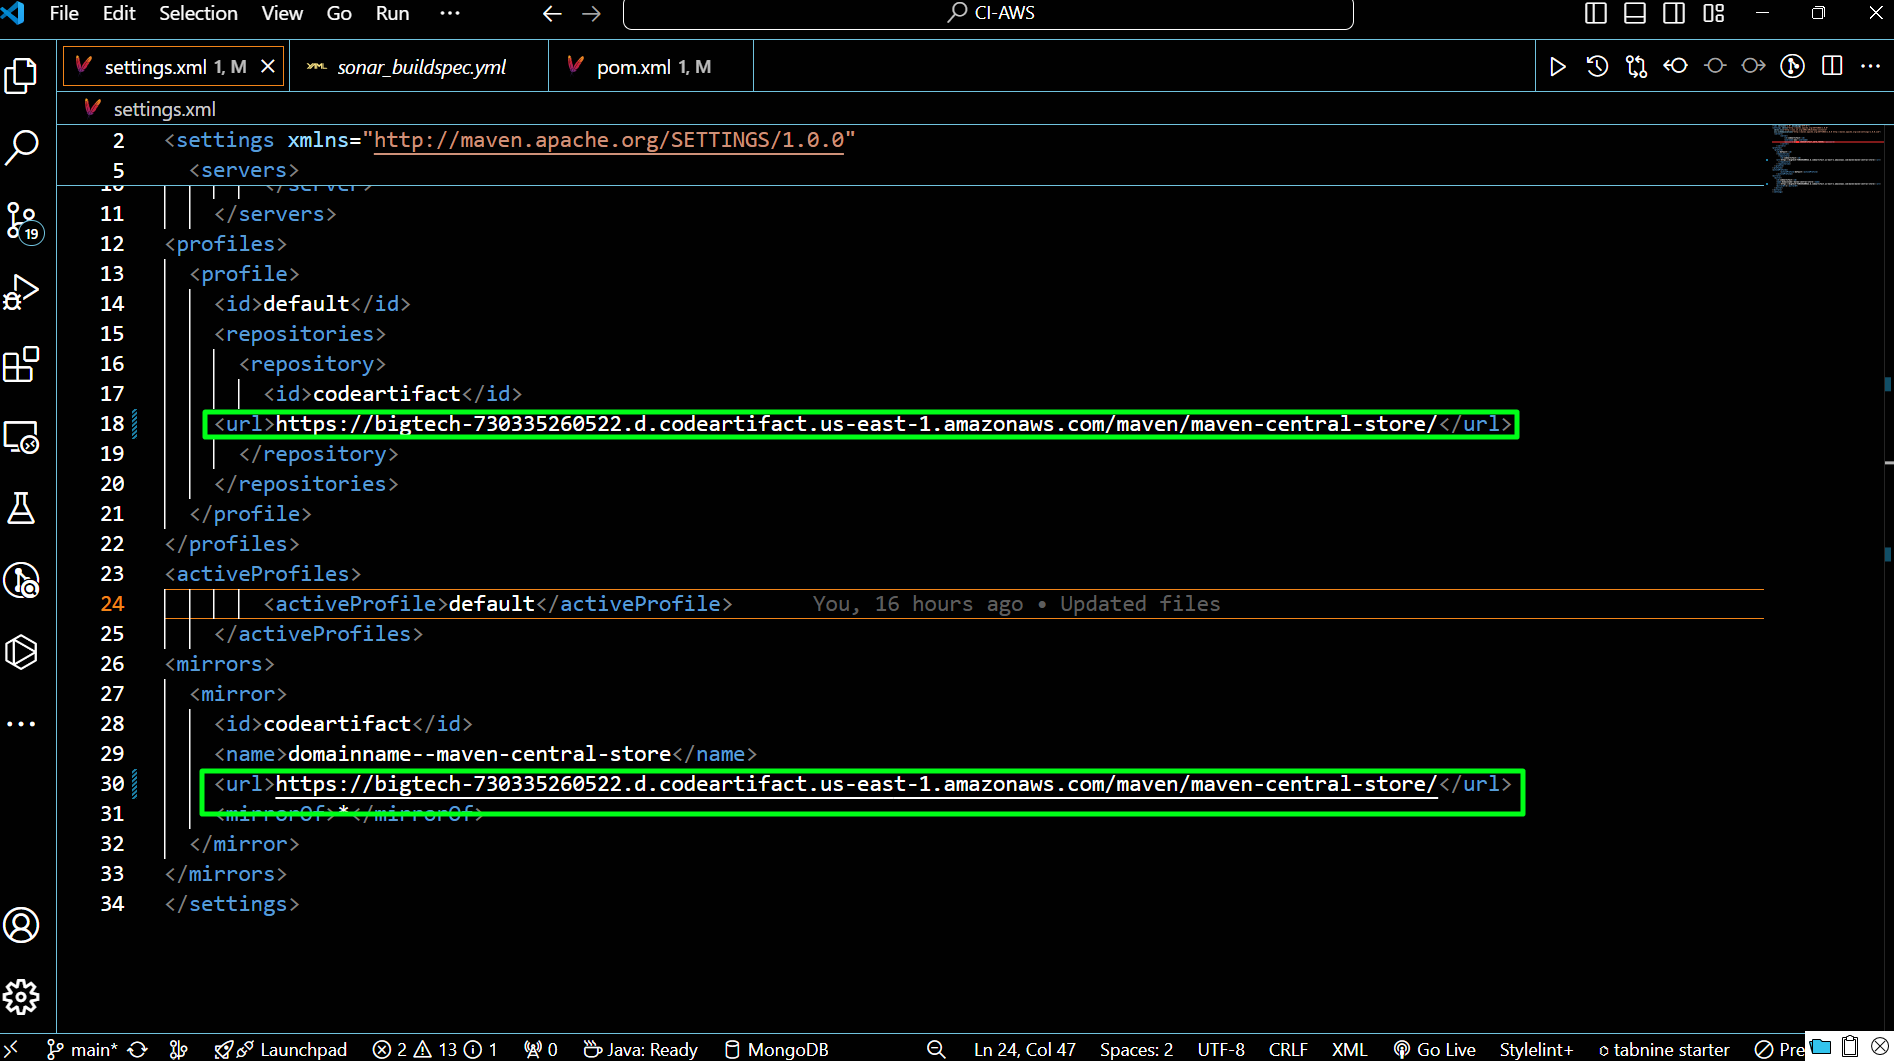 File Edit Selection View Go Run ··· CI-AWS
settings.xml 1, M
sonar_buildspec.yml
pom.xml 1, M
settings.xml
2 <settings xmlns="http://maven.apache.org/SETTINGS/1.0.0"
5 <servers>
10 </server>
11 </servers>
12 <profiles>
13 <profile>
14 <id>default</id>
15 <repositories>
16 <repository>
17 <id>codeartifact</id>
18 <url>https://bigtech-730335260522.d.codeartifact.us-east-1.amazonaws.com/maven/maven-central-store/</url>
19 </repository>
20 </repositories>
21 </profile>
22 </profiles>
23 <activeProfiles>
24 <activeProfile>default</activeProfile> You, 16 hours ago • Updated files
25 </activeProfiles>
26 <mirrors>
27 <mirror>
28 <id>codeartifact</id>
29 <name>domainname--maven-central-store</name>
30 <url>https://bigtech-730335260522.d.codeartifact.us-east-1.amazonaws.com/maven/maven-central-store/</url>
31 <mirrorOf>*</mirrorOf>
32 </mirror>
33 </mirrors>
34 </settings>
19
main* Launchpad 2 13 1 0 Java: Ready MongoDB Ln 24, Col 47 Spaces: 2 UTF-8 CRLF XML Go Live Stylelint+ tabnine starter Pre